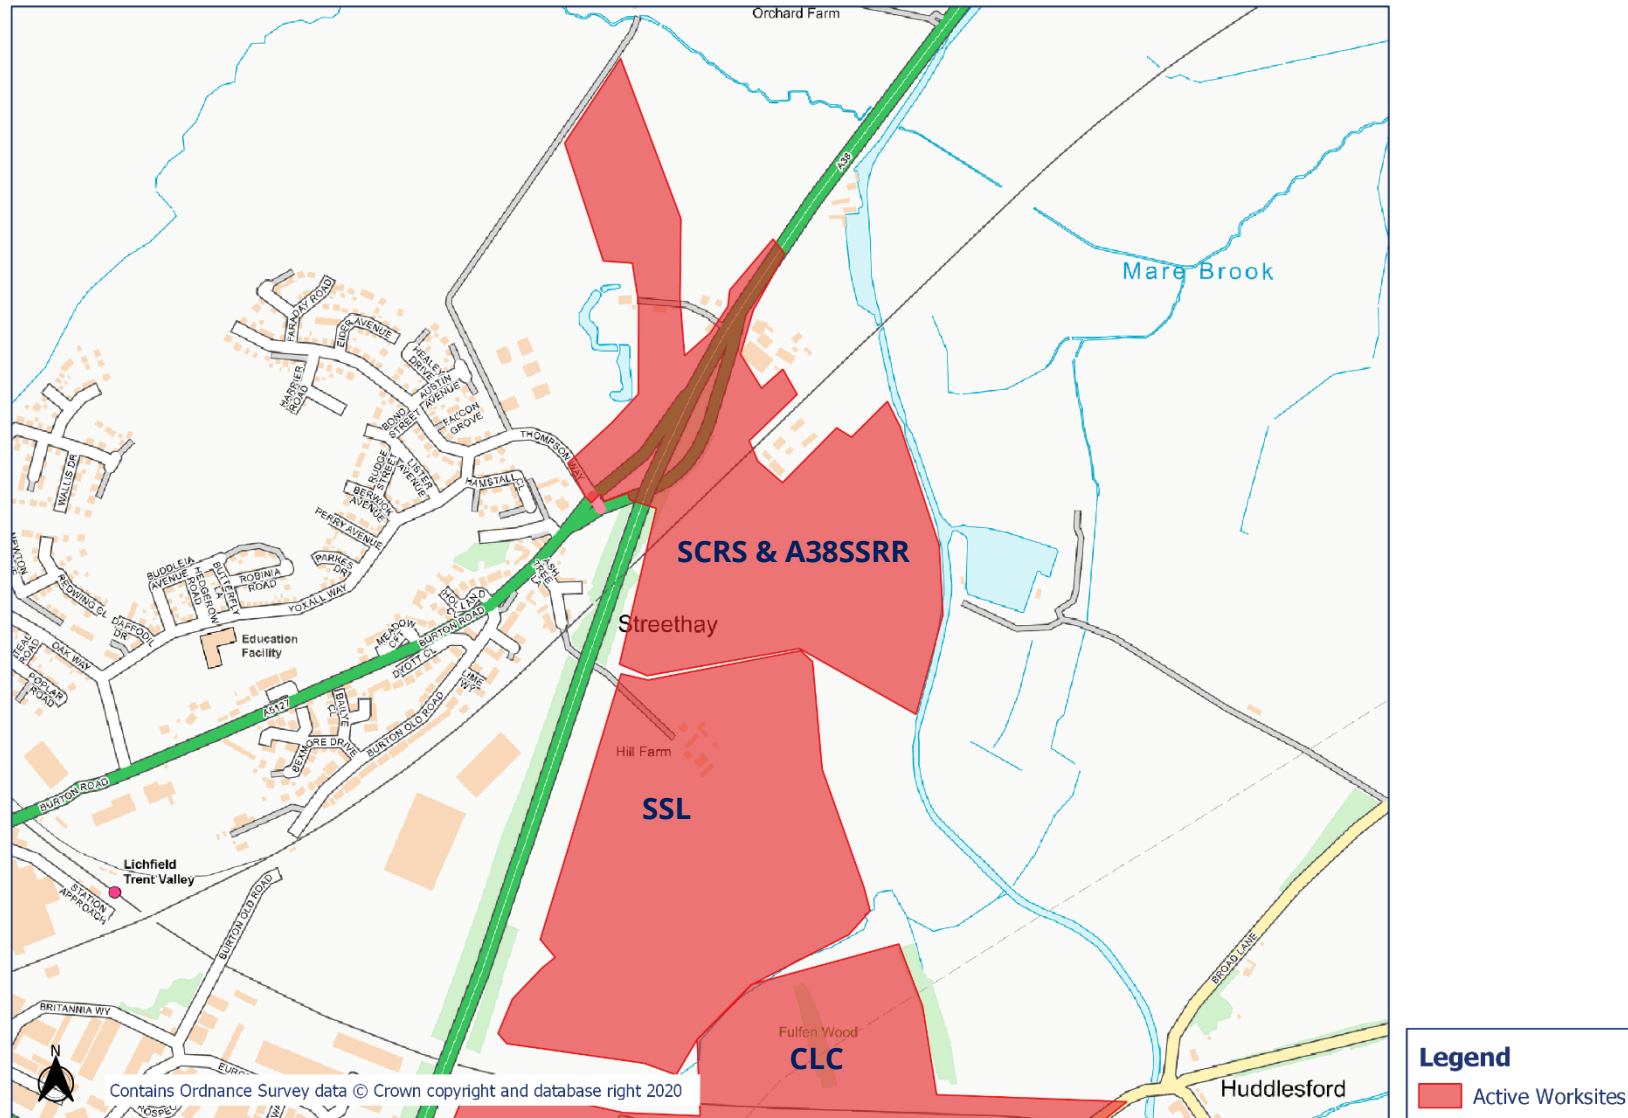 Orchard Farm
A38
Mare Brook
FARADAY ROAD
EIDER AVENUE
HEALEY
DRIVE
AUSTIN
AVENUE
HARRIER
ROAD
BOND
STREET
FALCON
GROVE
THOMPSON WAY
RUDGE
STREET
LISTER
AVENUE
WALLIS DR
HAMSTALL CL
BERWICK
AVENUE
PERRY AVENUE
PARKES
DR
BUDDLEIA
AVENUE
HEDGEROW
ROAD
BUTTERFLY
LA
ROBINIA
ROAD
YOXALL WAY
REDWING CL
DAFFODIL
DR
OAK WAY
POPLAR
ROAD
Education
Facility
MEADOW
CFT
BURTON ROAD
DYOTT CL
LIME
WY
SCRS & A38SSRR
Streethay
A5127
BAILYE
CL
BEXMORE DRIVE
BURTON OLD ROAD
BURTON ROAD
Hill Farm
SSL
Lichfield
Trent Valley
STATION
APPROACH
BURTON OLD ROAD
BROAD LANE
BRITANNIA WY
Fulfen Wood
CLC
Huddlesford
N
Contains Ordnance Survey data © Crown copyright and database right 2020
Legend
Active Worksites